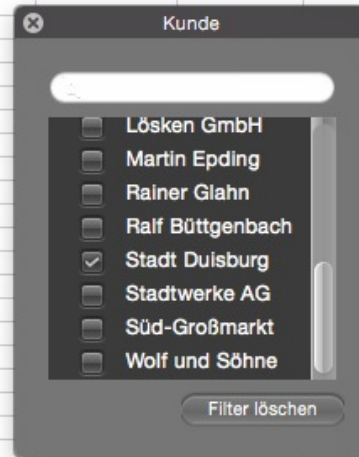 Kunde
Lösken GmbH
Martin Epding
Rainer Glahn
Ralf Büttgenbach
Stadt Duisburg
Stadtwerke AG
Süd-Großmarkt
Wolf und Söhne
Filter löschen